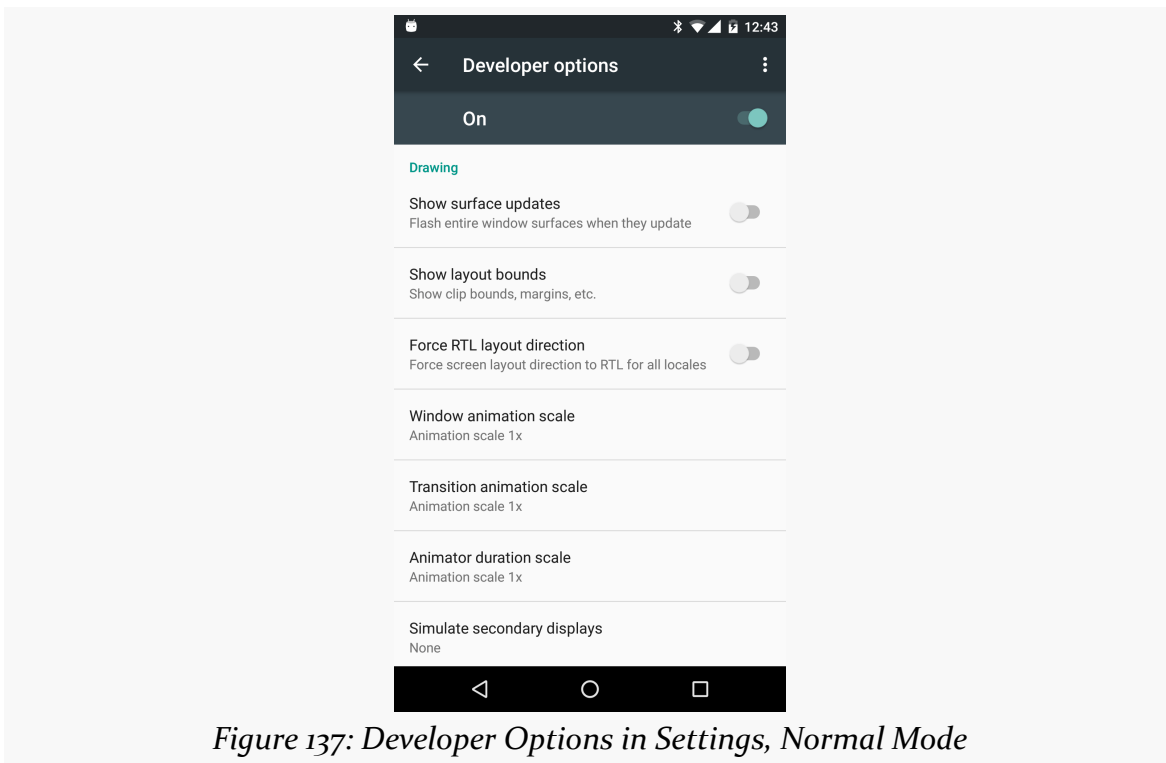 12:43
Developer options
On
Drawing
Show surface updates
Flash entire window surfaces when they update
Show layout bounds
Show clip bounds, margins, etc.
Force RTL layout direction
Force screen layout direction to RTL for all locales
Window animation scale
Animation scale 1x
Transition animation scale
Animation scale 1x
Animator duration scale
Animation scale 1x
Simulate secondary displays
None
Figure 137: Developer Options in Settings, Normal Mode